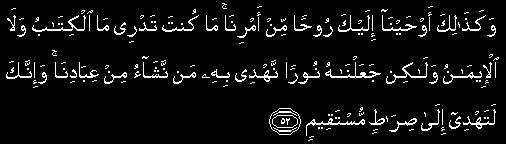 وَكَذَٰلِكَ أَوْحَيْنَآ إِلَيْكَ رُوحًا مِّنْ أَمْرِنَا ۚ مَا كُنتَ تَدْرِى مَا ٱلْكِتَـٰبُ وَلَا
ٱلْإِيمَـٰنُ وَلَـٰكِن جَعَلْنَـٰهُ نُورًا نَّهْدِى بِهِۦ مَن نَّشَآءُ مِنْ عِبَادِنَا ۚ وَإِنَّكَ
لَتَهْدِىٓ إِلَىٰ صِرَٰطٍ مُّسْتَقِيمٍ ٥٢